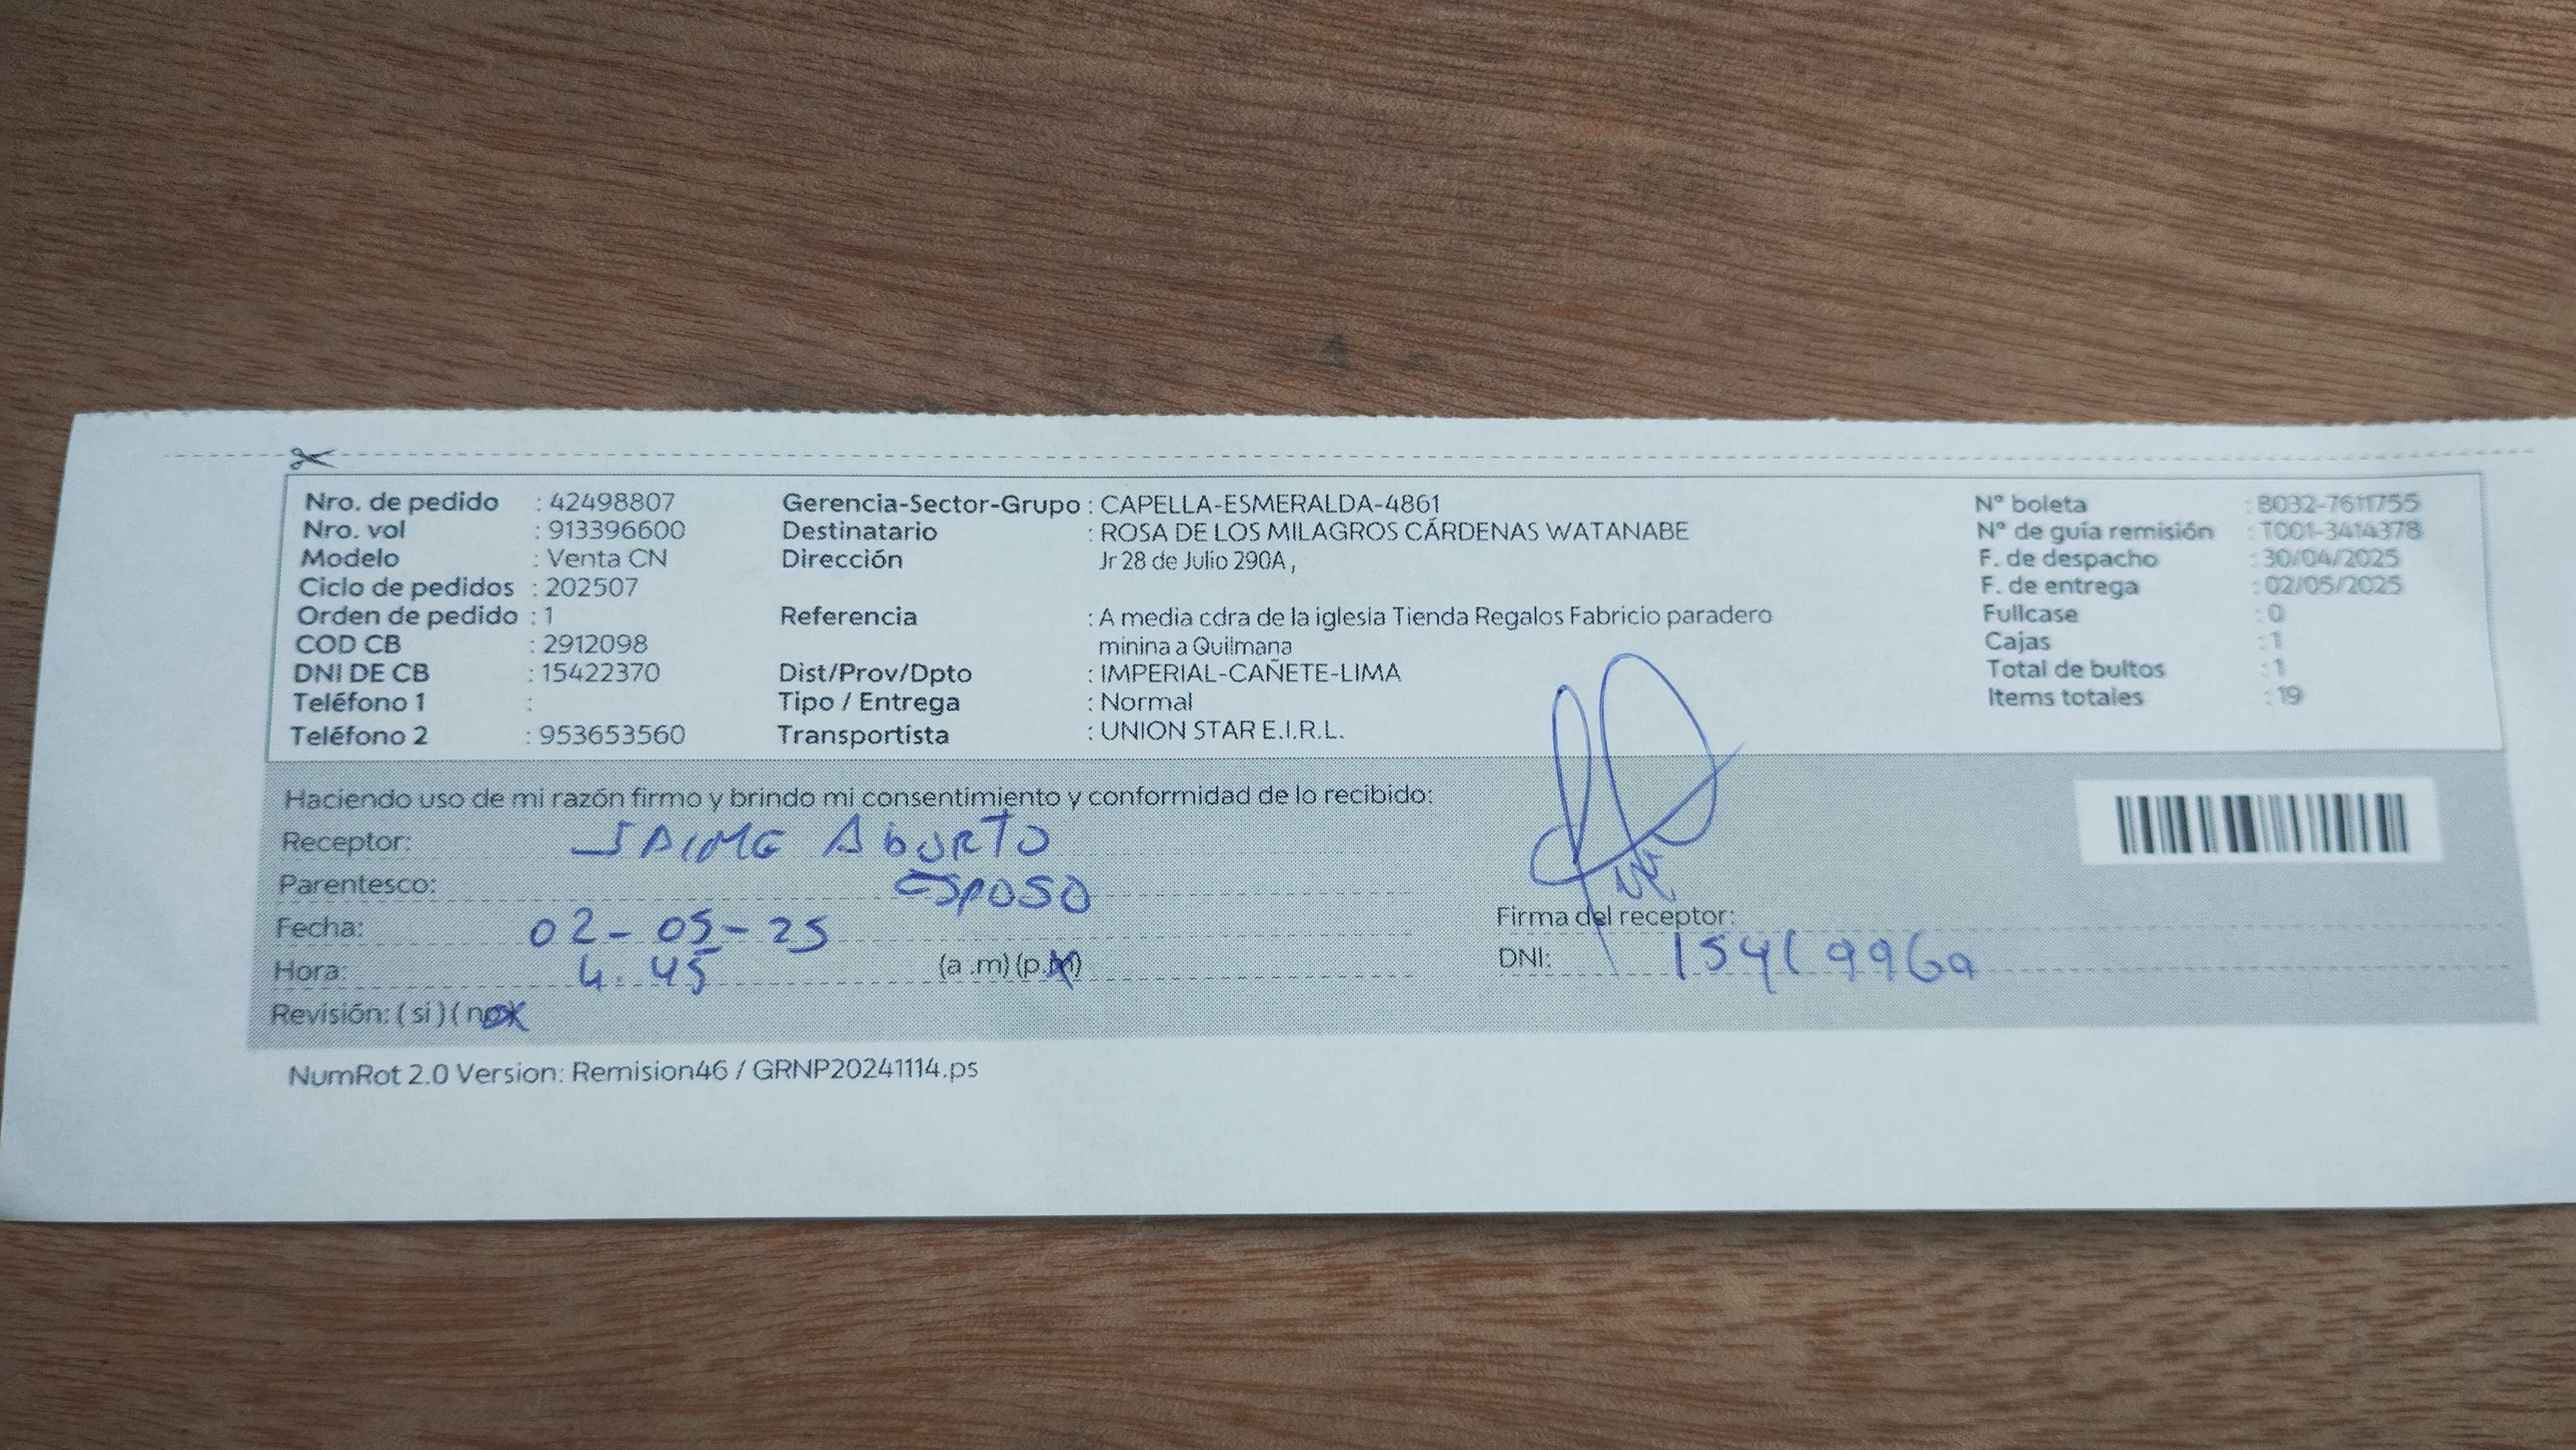 Nro. de pedido : 42498807
Nro. vol : 913396600
Modelo : Venta CN
Ciclo de pedidos : 202507
Orden de pedido : 1
COD CB : 2912098
DNI DE CB : 15422370
Teléfono 1 :
Teléfono 2 : 953653560
Gerencia-Sector-Grupo : CAPELLA-ESMERALDA-4861
Destinatario : ROSA DE LOS MILAGROS CÁRDENAS WATANABE
Dirección Jr 28 de Julio 290A ,
Referencia : A media cdra de la iglesia Tienda Regalos Fabricio paradero
minina a Quilmana
Dist/Prov/Dpto : IMPERIAL-CAÑETE-LIMA
Tipo / Entrega : Normal
Transportista : UNION STAR E.I.R.L.
N° boleta : B032-7611755
N° de guía remisión : T001-3414378
F. de despacho : 30/04/2025
F. de entrega : 02/05/2025
Fullcase : 0
Cajas : 1
Total de bultos : 1
Items totales : 19
Haciendo uso de mi razón firmo y brindo mi consentimiento y conformidad de lo recibido:
Receptor: JAIME ABURTO
Parentesco: ESPOSO
Fecha: 02-05-25
Hora: 4.45 (a .m) (p.m)
Revisión: ( si ) ( no
Firma del receptor:
DNI:
NumRot 2.0 Version: Remision46 / GRNP20241114.ps